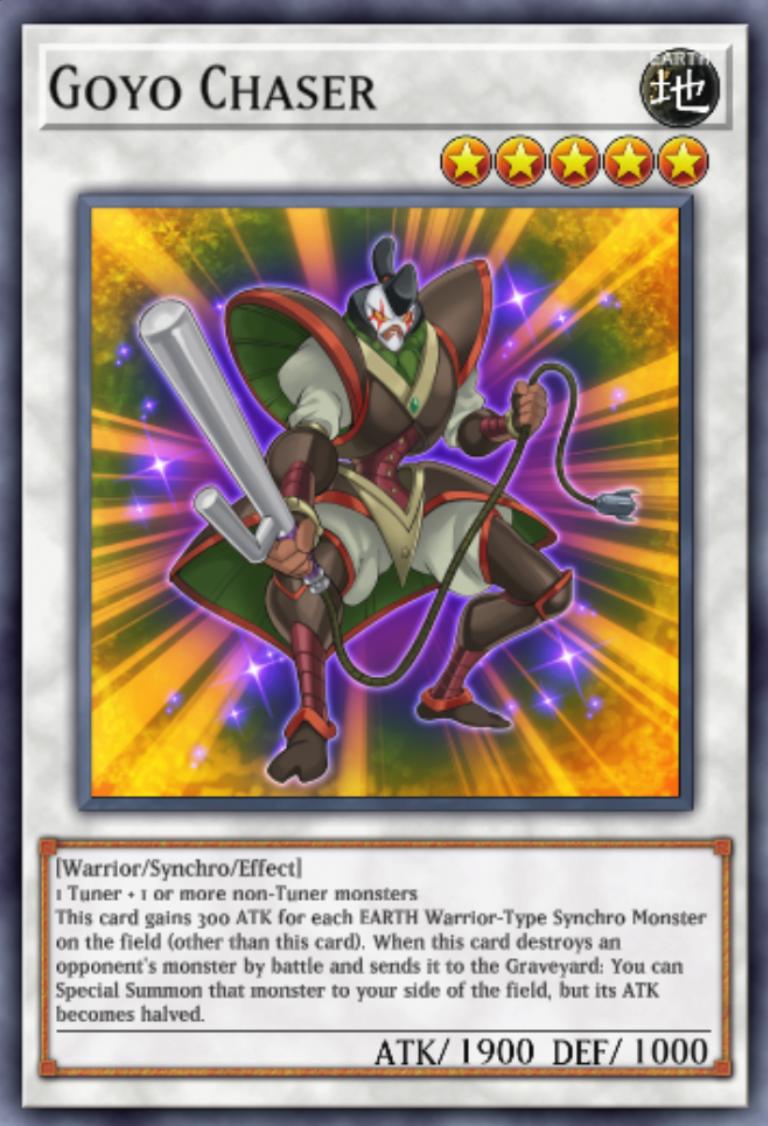 GOYO CHASER
EARTH
地
[Warrior/Synchro/Effect]
1 Tuner + 1 or more non-Tuner monsters
This card gains 300 ATK for each EARTH Warrior-Type Synchro Monster
on the field (other than this card). When this card destroys an
opponent's monster by battle and sends it to the Graveyard: You can
Special Summon that monster to your side of the field, but its ATK
becomes halved.
ATK/ 1900 DEF/ 1000